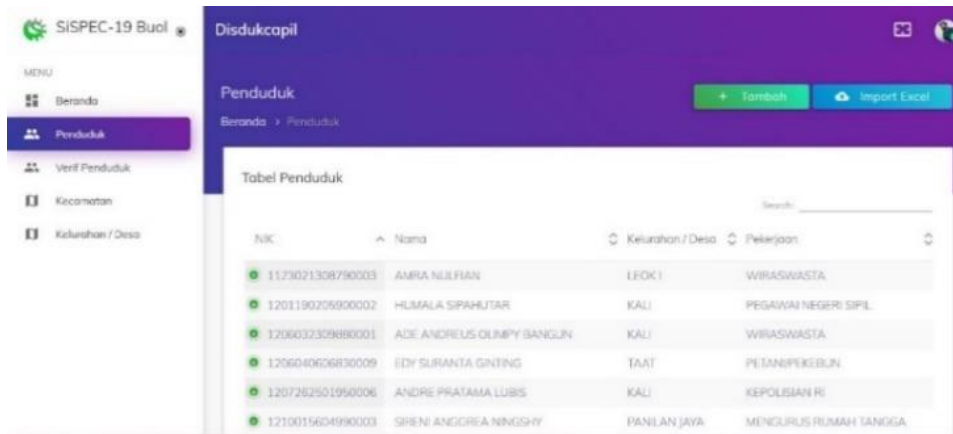 SiSPEC-19 Buol
Disdukcapil
MENU
Beranda
Penduduk
Verif Penduduk
Kecamatan
Kelurahan / Desa
Penduduk
Beranda > Penduduk
+ Tambah
Import Excel
Tabel Penduduk
Search:
NIK Nama Kelurahan / Desa Pekerjaan
1123021308790003 AMRA NULFIAN LEOK I WIRASWASTA
1201190205900002 HUMALA SIPAHUTAR KALI PEGAWAI NEGERI SIPIL
ADE ANDREUS OLIMPY BANGUN KALI WIRASWASTA
1206040606830009 EDY SURANTA GINTING TAAT PETANI/PEKEBUN
1207262501950006 ANDRE PRATAMA LUBIS KALI KEPOLISIAN RI
1210015604990003 SIRENI ANGGREA NINGSHY PANILAN JAYA MENGURUS RUMAH TANGGA